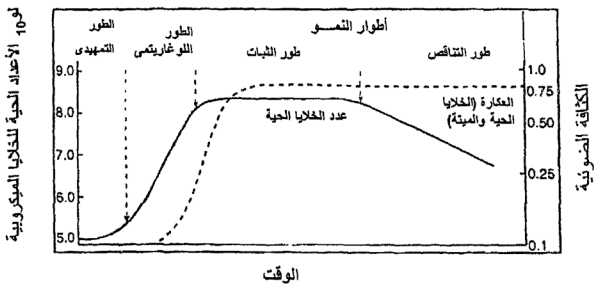 أطوار النمــو
الطور
التمهيدى
الطور
اللوغاريتمى
طور الثبات
طور التناقص
لو10 الأعداد الحية للخلايا الميكروبية
9.0
8.0
7.0
6.0
5.0
عدد الخلايا الحية
العكارة (الخلايا
الحية والميتة)
1.0
0.75
0.50
0.25
0.1
الكثافة الضوئية
الوقت